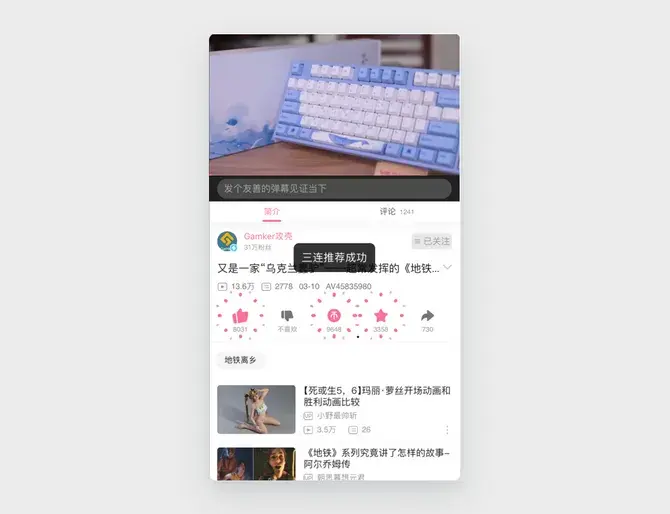 发个友善的弹幕见证当下
简介
评论 1241
Gamker攻壳
31万粉丝
已关注
三连推荐成功
又是一家“乌克兰
发挥的《地铁...
13.6万 2778 03-10 AV45835980
8031 不喜欢 9648 3358 730
地铁离乡
【死或生5，6】玛丽·萝丝开场动画和
胜利动画比较
UP 小野最帅斩
3.5万 26
《地铁》系列究竟讲了怎样的故事-
阿尔乔姆传